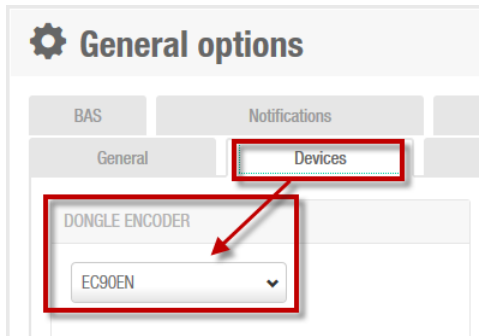 General options
BAS Notifications
General Devices
DONGLE ENCODER
EC90EN